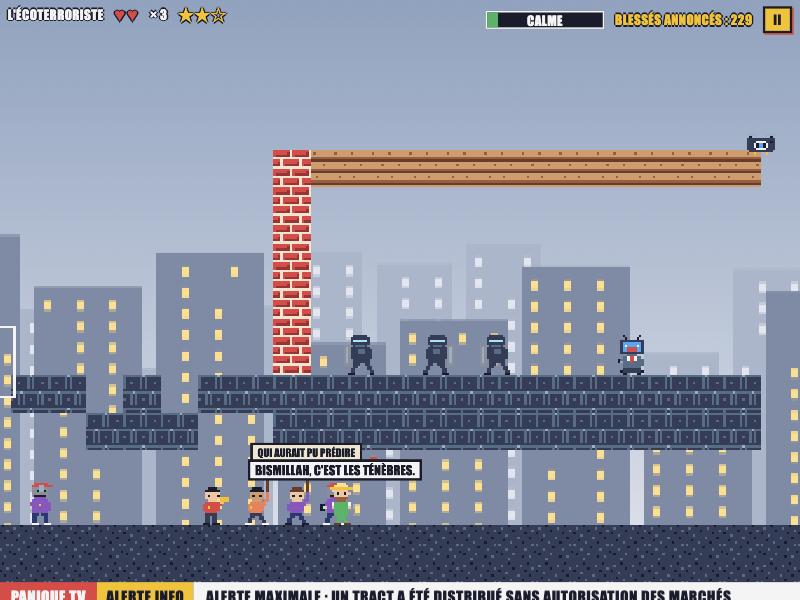 L'ÉCOTERRORISTE ×3
CALME
BLESSÉS ANNONCÉS : 229
QUI AURAIT PU PRÉDIRE
BISMILLAH, C'EST LES TÉNÈBRES.
PANIQUE TV
ALERTE INFO
ALERTE MAXIMALE : UN TRACT A ÉTÉ DISTRIBUÉ SANS AUTORISATION DES MARCHÉS